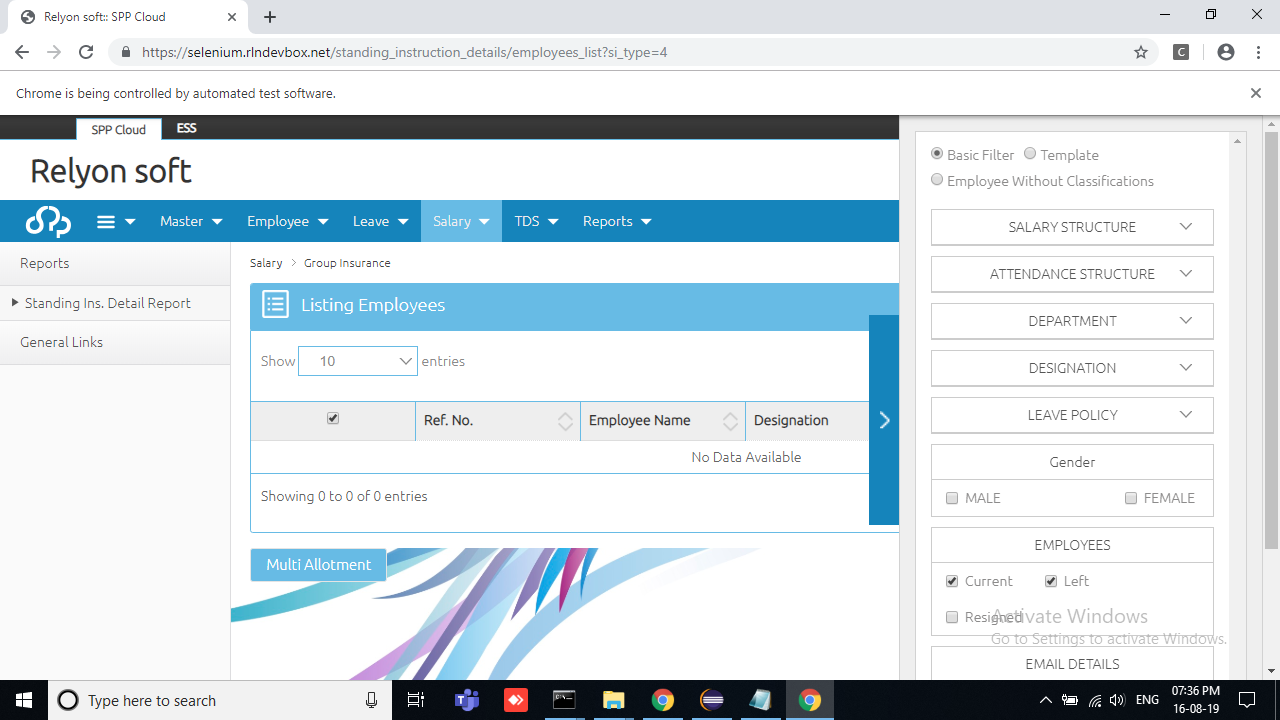 Relyon soft:: SPP Cloud
https://selenium.rlndevbox.net/standing_instruction_details/employees_list?si_type=4
C
Chrome is being controlled by automated test software.
SPP Cloud ESS
Relyon soft
Master Employee Leave Salary TDS Reports
Reports
Standing Ins. Detail Report
General Links
Salary > Group Insurance
Listing Employees
Show 10 entries
Ref. No. Employee Name Designation
No Data Available
Showing 0 to 0 of 0 entries
Multi Allotment
Basic Filter Template
Employee Without Classifications
SALARY STRUCTURE
ATTENDANCE STRUCTURE
DEPARTMENT
DESIGNATION
LEAVE POLICY
Gender
MALE FEMALE
EMPLOYEES
Current Left
Resigned
EMAIL DETAILS
Activate Windows
Go to Settings to activate Windows.
Type here to search
ENG
07:36 PM
16-08-19